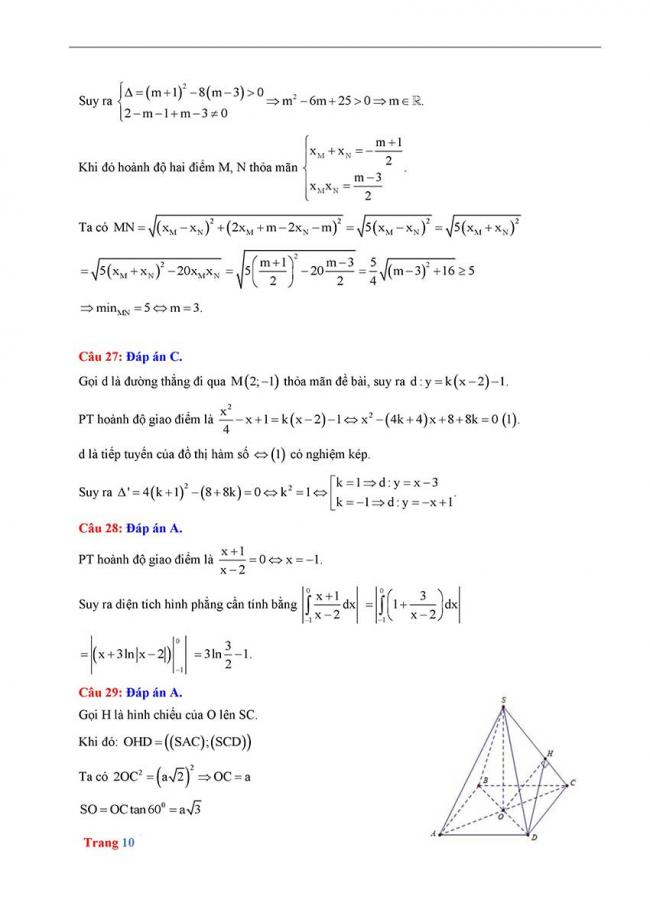 Suy ra { Δ = (m+1)² − 8(m−3) > 0 ; 2 − m − 1 + m − 3 ≠ 0 ⇒ m² − 6m + 25 > 0 ⇒ m ∈ ℝ.
Khi đó hoành độ hai điểm M, N thỏa mãn { x_M + x_N = −(m+1)/2 ; x_M x_N = (m−3)/2 .
Ta có MN = √((x_M − x_N)² + (2x_M + m − 2x_N − m)²) = √(5(x_M − x_N)²) = √(5(x_M + x_N)²)
= √(5(x_M + x_N)² − 20x_M x_N) = √(5((m+1)/2)² − 20 (m−3)/2) = 5/4 √((m−3)² + 16) ≥ 5
⇒ min_MN = 5 ⇔ m = 3.
Câu 27: Đáp án C.
Gọi d là đường thẳng đi qua M(2;−1) thỏa mãn đề bài, suy ra d : y = k(x − 2) − 1.
PT hoành độ giao điểm là x²/4 − x + 1 = k(x − 2) − 1 ⇔ x² − (4k + 4)x + 8 + 8k = 0 (1).
d là tiếp tuyến của đồ thị hàm số ⇔ (1) có nghiệm kép.
Suy ra Δ' = 4(k+1)² − (8 + 8k) = 0 ⇔ k² = 1 ⇔ [ k = 1 ⇒ d : y = x − 3 ; k = −1 ⇒ d : y = −x + 1 .
Câu 28: Đáp án A.
PT hoành độ giao điểm là (x+1)/(x−2) = 0 ⇔ x = −1.
Suy ra diện tích hình phẳng cần tính bằng |∫₋₁⁰ (x+1)/(x−2) dx| = |∫₋₁⁰ (1 + 3/(x−2)) dx|
= |(x + 3ln|x − 2|)|₋₁⁰| = 3ln 3/2 − 1.
Câu 29: Đáp án A.
Gọi H là hình chiếu của O lên SC.
Khi đó: OHD = ((SAC);(SCD))
Ta có 2OC² = (a√2)² ⇒ OC = a
SO = OC tan 60⁰ = a√3
S
H
B
C
O
A
D
Trang 10